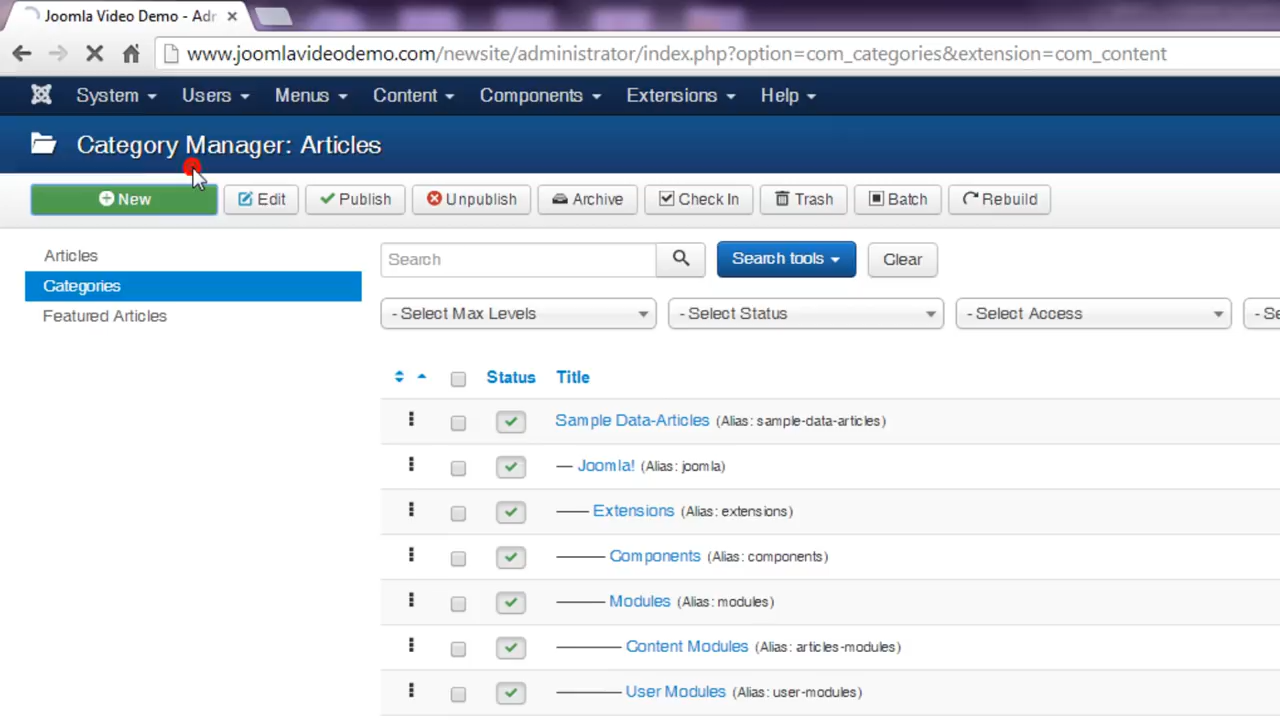 Joomla Video Demo - Adr
www.joomlavideodemo.com/newsite/administrator/index.php?option=com_categories&extension=com_content
System Users Menus Content Components Extensions Help
Category Manager: Articles
New Edit Publish Unpublish Archive Check In Trash Batch Rebuild
Articles
Categories
Featured Articles
Search Search tools Clear
- Select Max Levels - Select Status - Select Access - Se
Status Title
Sample Data-Articles (Alias: sample-data-articles)
— Joomla! (Alias: joomla)
—— Extensions (Alias: extensions)
——— Components (Alias: components)
——— Modules (Alias: modules)
———— Content Modules (Alias: articles-modules)
———— User Modules (Alias: user-modules)